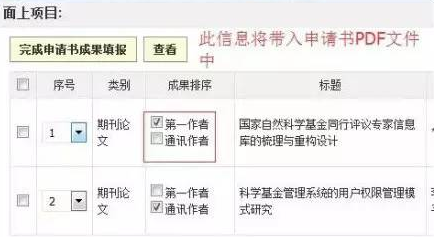 面上项目:
完成申请书成果填报 查看 此信息将带入申请书PDF文件
中
序号 类别 成果排序 标题
1 期刊论
文 第一作者
通讯作者 国家自然科学基金同行评议专家信息
库的梳理与重构设计
2 期刊论
文 第一作者
通讯作者 科学基金管理系统的用户权限管理模
式研究